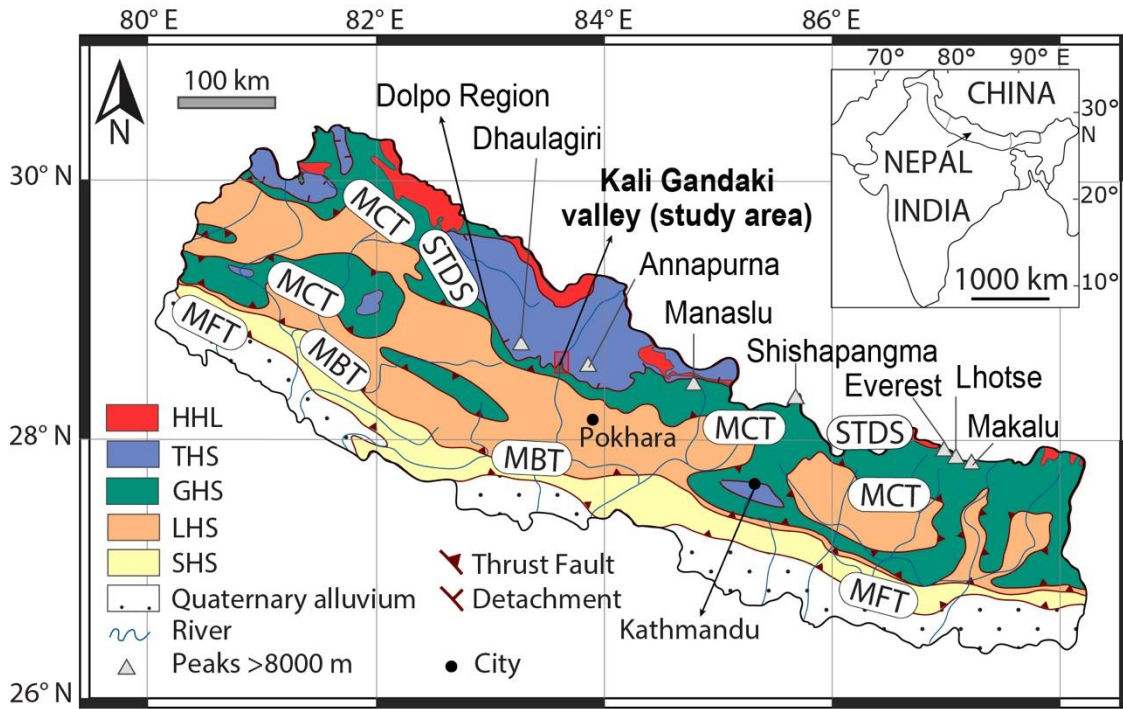 80° E
82° E
84° E
86° E
30° N
28° N
26° N
100 km
N
Dolpo Region
Dhaulagiri
Kali Gandaki
valley (study area)
Annapurna
Manaslu
Shishapangma
Everest
Lhotse
Makalu
MCT
STDS
MCT
MFT
MBT
MBT
Pokhara
MCT
STDS
MCT
MFT
Kathmandu
HHL
THS
GHS
LHS
SHS
Quaternary alluvium
River
Peaks >8000 m
Thrust Fault
Detachment
City
70°
80°
90° E
CHINA
30°
N
NEPAL
20°
INDIA
1000 km
10°